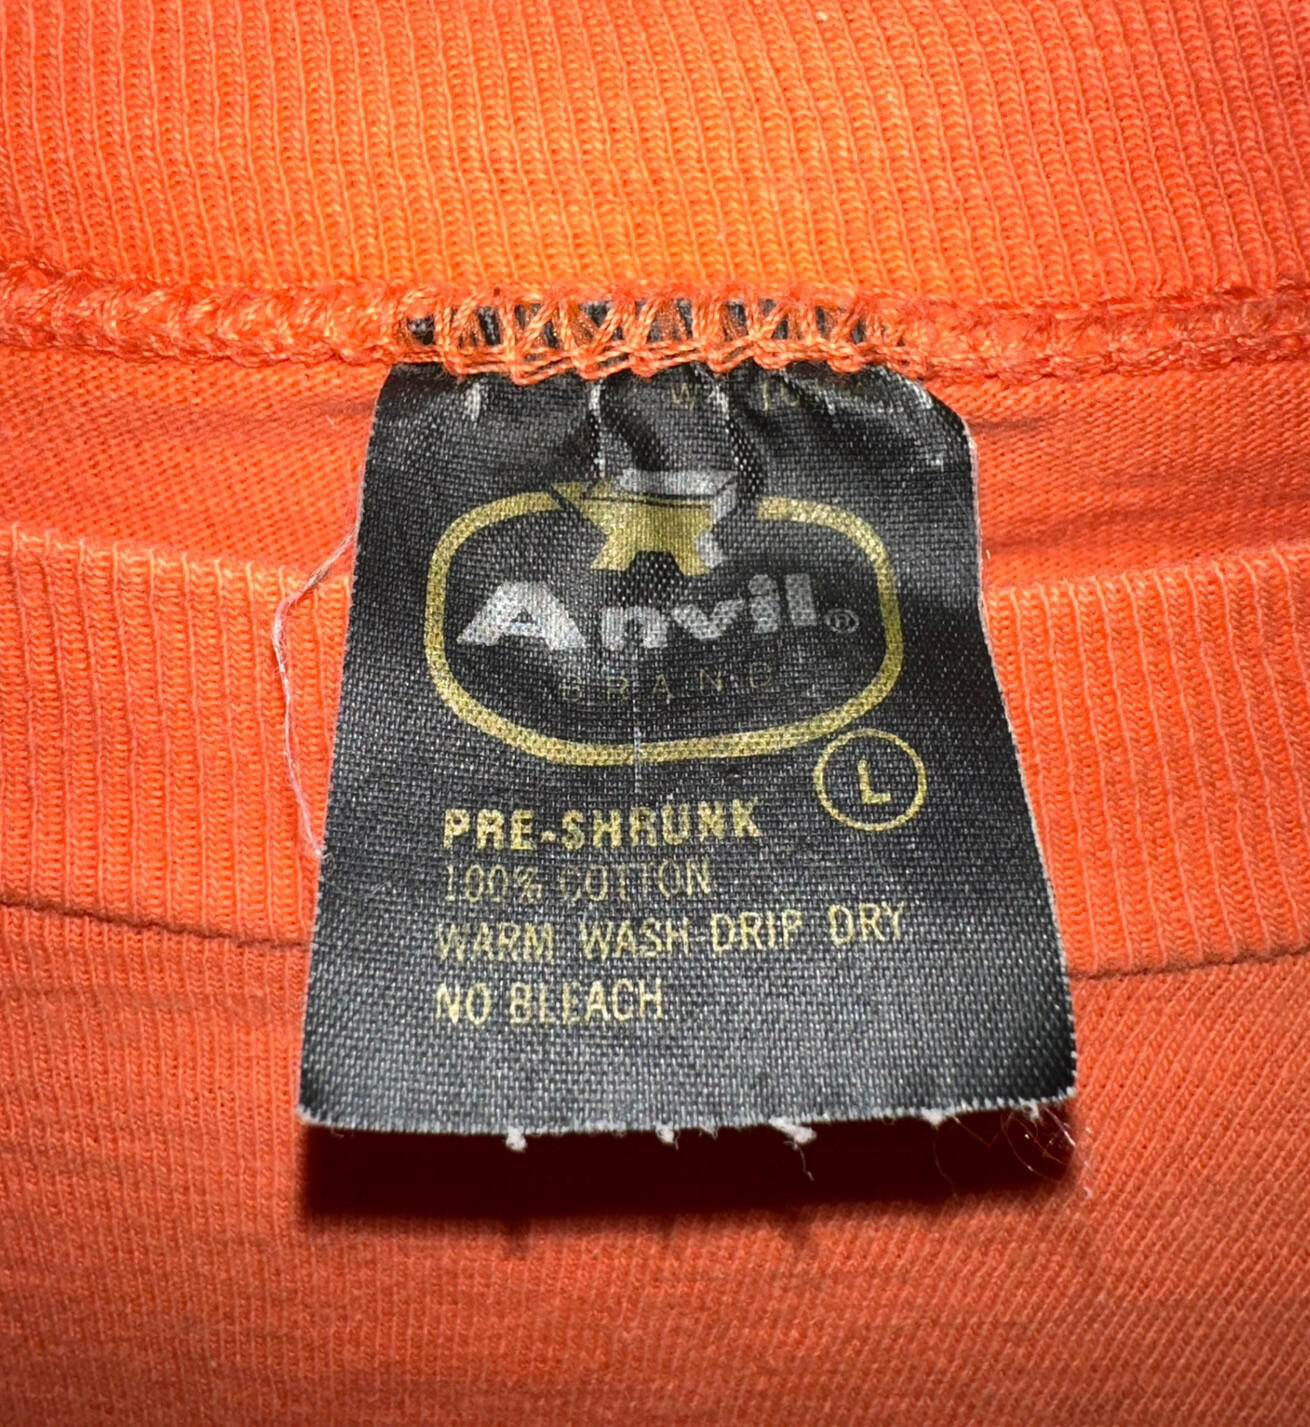 Anvil®
BRAND
L
PRE-SHRUNK
100% COTTON
WARM WASH DRIP DRY
NO BLEACH